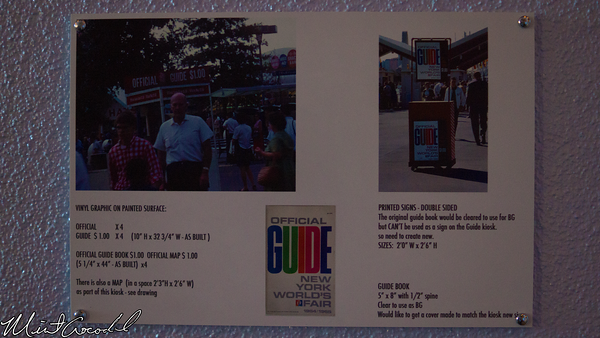 OFFICIAL GUIDE $1.00
GUIDE
GUIDE
VINYL GRAPHIC ON PAINTED SURFACE:
OFFICIAL X 4
GUIDE $ 1.00 X 4 (10" H x 32 3/4" W - AS BUILT )
OFFICIAL GUIDE BOOK $1.00 OFFICIAL MAP $ 1.00
(5 1/4" x 44" - AS BUILT) x4
There is also a MAP (in a space 2'3"H x 2'6" W)
as part of this kiosk - see drawing
OFFICIAL
GUIDE
NEW
YORK
WORLD'S
FAIR
1964/1965
PRINTED SIGNS - DOUBLE SIDED
The original guide book would be cleared to use for BG
but CAN'T be used as a sign on the Guide kiosk.
so need to create new.
SIZES: 2'0" W x 2'6" H
GUIDE BOOK
5" x 8" with 1/2" spine
Clear to use as BG
Would like to get a cover made to match the kiosk new